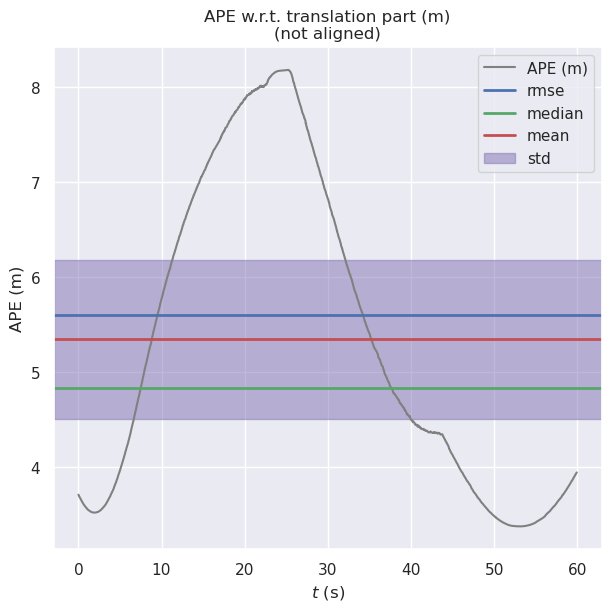 APE w.r.t. translation part (m)
(not aligned)
APE (m)
rmse
median
mean
std
APE (m)
8
7
6
5
4
0
10
20
30
40
50
60
t (s)